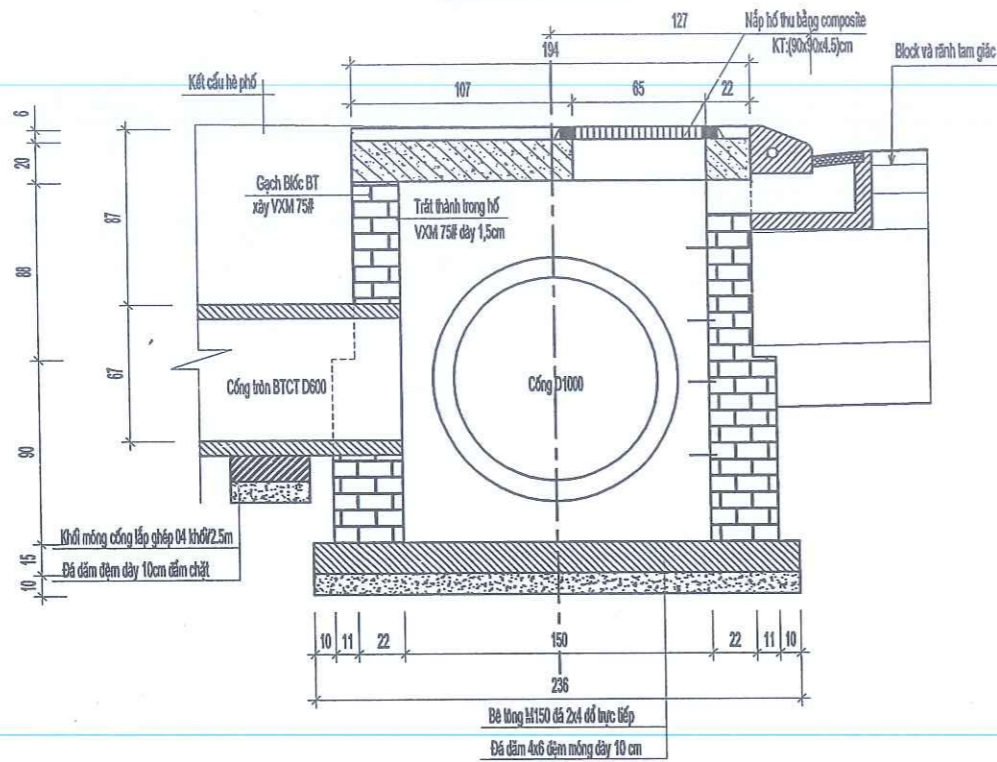 127
Nắp hố thu bằng composite
KT:(90x90x4.5)cm
194
Block và rãnh tam giác
Kết cấu hè phố
107
65
22
6
20
Gạch Blốc BT
xây VXM 75#
Trát thành trong hố
VXM 75# dày 1,5cm
87
88
67
Cống tròn BTCT D600
Cống D1000
90
Khối móng cống lắp ghép 04 khối/2.5m
Đá dăm đệm dày 10cm đầm chặt
15
10
10
11
22
150
22
11
10
236
Bê tông M150 đá 2x4 đổ trực tiếp
Đá dăm 4x6 đệm móng dày 10 cm